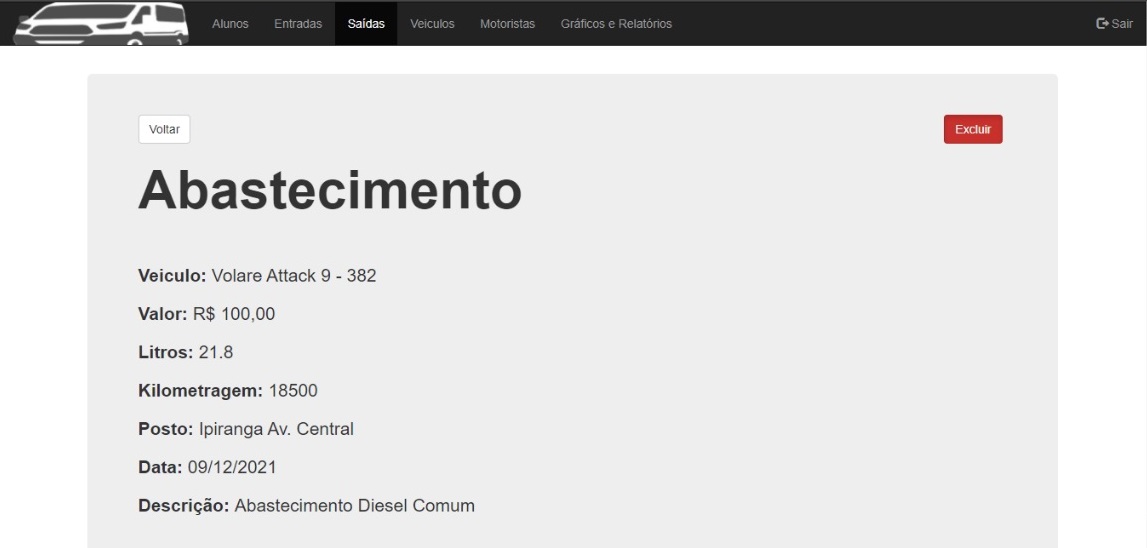 Alunos Entradas Saídas Veiculos Motoristas Gráficos e Relatórios Sair
Voltar Excluir
Abastecimento
Veiculo: Volare Attack 9 - 382
Valor: R$ 100,00
Litros: 21.8
Kilometragem: 18500
Posto: Ipiranga Av. Central
Data: 09/12/2021
Descrição: Abastecimento Diesel Comum